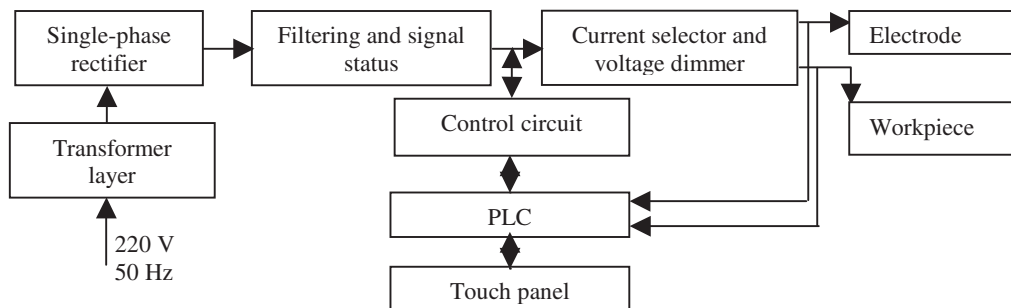 Single-phase
rectifier
Filtering and signal
status
Current selector and
voltage dimmer
Electrode
Workpiece
Control circuit
Transformer
layer
PLC
220 V
50 Hz
Touch panel